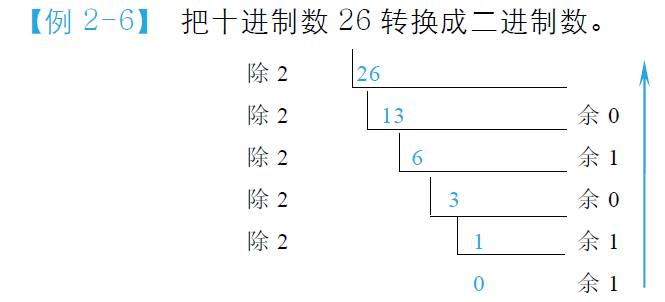 【例 2-6】 把十进制数 26 转换成二进制数。
除 2 26
除 2 13 余 0
除 2 6 余 1
除 2 3 余 0
除 2 1 余 1
0 余 1